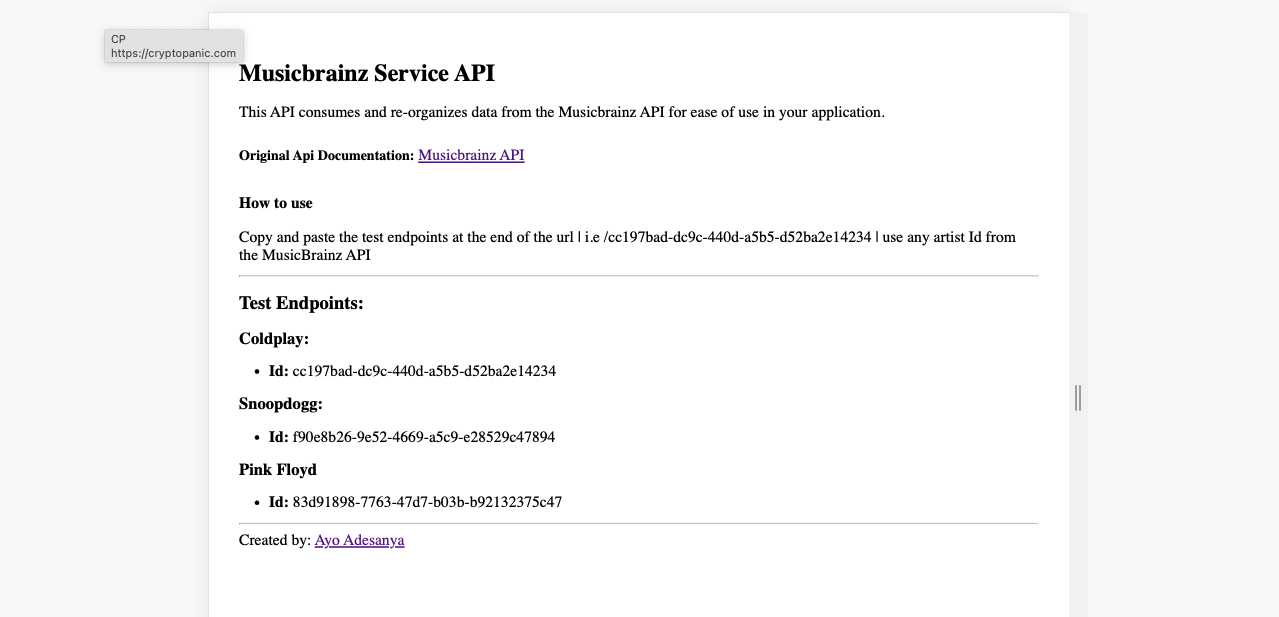 CP
https://cryptopanic.com
Musicbrainz Service API
This API consumes and re-organizes data from the Musicbrainz API for ease of use in your application.
Original Api Documentation: Musicbrainz API
How to use
Copy and paste the test endpoints at the end of the url | i.e /cc197bad-dc9c-440d-a5b5-d52ba2e14234 | use any artist Id from
the MusicBrainz API
Test Endpoints:
Coldplay:
• Id: cc197bad-dc9c-440d-a5b5-d52ba2e14234
Snoopdogg:
• Id: f90e8b26-9e52-4669-a5c9-e28529c47894
Pink Floyd
• Id: 83d91898-7763-47d7-b03b-b92132375c47
Created by: Ayo Adesanya